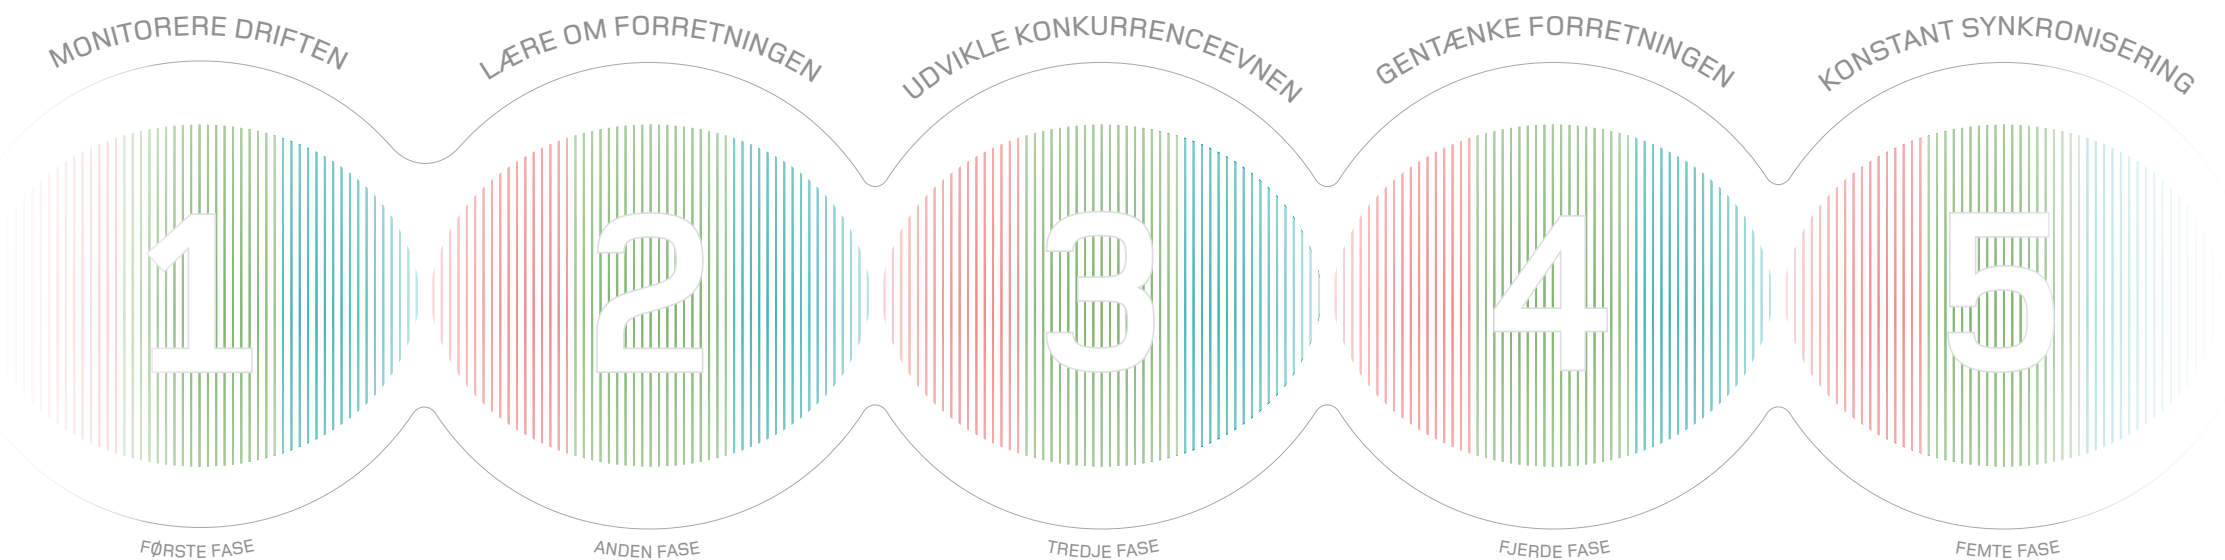 MONITORERE DRIFTEN
LÆRE OM FORRETNINGEN
UDVIKLE KONKURRENCEEVNEN
GENTÆNKE FORRETNINGEN
KONSTANT SYNKRONISERING
1
2
3
4
5
FØRSTE FASE
ANDEN FASE
TREDJE FASE
FJERDE FASE
FEMTE FASE